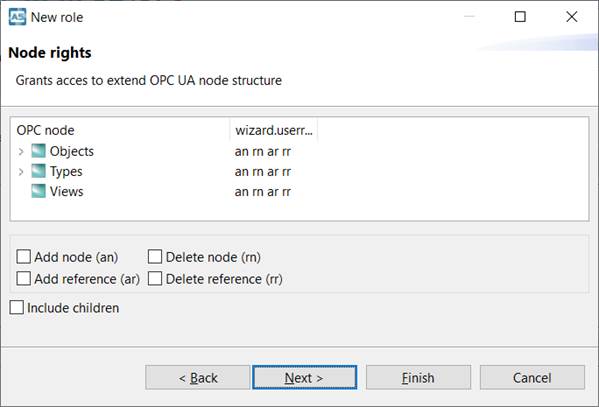 New role
Node rights
Grants acces to extend OPC UA node structure
OPC node wizard.userr...
Objects an rn ar rr
Types an rn ar rr
Views an rn ar rr
Add node (an) Delete node (rn)
Add reference (ar) Delete reference (rr)
Include children
< Back Next > Finish Cancel